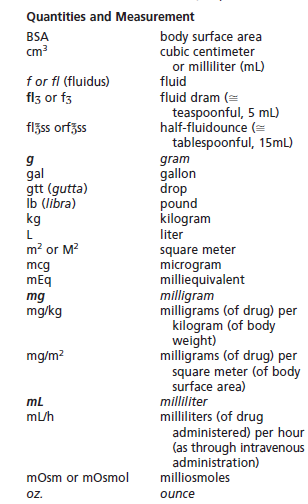 Quantities and Measurement
BSA body surface area
cm³ cubic centimeter
or milliliter (mL)
f or fl (fluidus) fluid
flʒ or fʒ fluid dram (≅
teaspoonful, 5 mL)
fl℥ss orf℥ss half-fluidounce (≅
tablespoonful, 15mL)
g gram
gal gallon
gtt (gutta) drop
lb (libra) pound
kg kilogram
L liter
m² or M² square meter
mcg microgram
mEq milliequivalent
mg milligram
mg/kg milligrams (of drug) per
kilogram (of body
weight)
mg/m² milligrams (of drug) per
square meter (of body
surface area)
mL milliliter
mL/h milliliters (of drug
administered) per hour
(as through intravenous
administration)
mOsm or mOsmol milliosmoles
oz. ounce